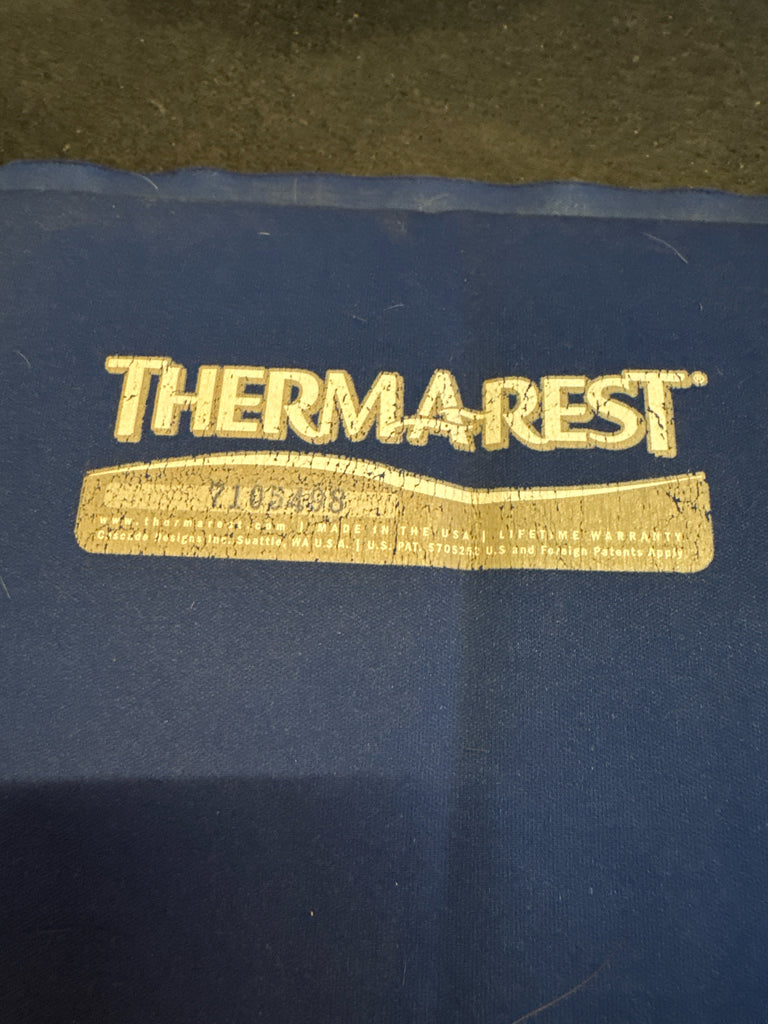 THERMAREST®
7105498
www.thermarest.com | MADE IN THE USA | LIFETIME WARRANTY
Cascade Designs Inc. Seattle, WA U.S.A. | U.S. PAT. 5705252 U.S and Foreign Patents Apply